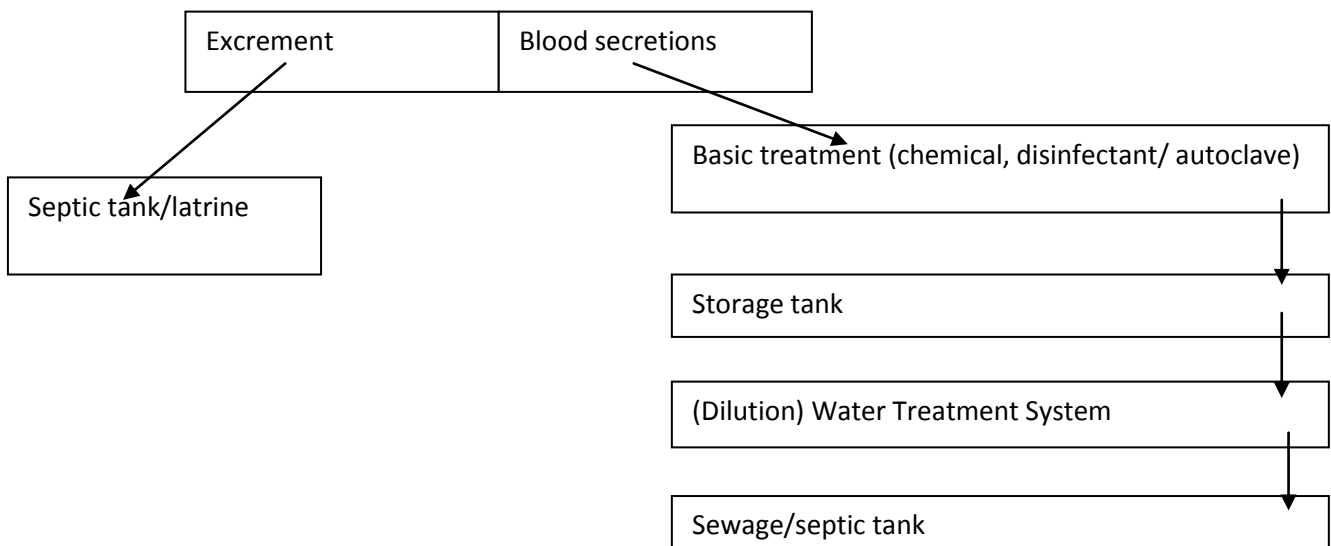 Excrement
Blood secretions
Basic treatment (chemical, disinfectant/ autoclave)
Septic tank/latrine
Storage tank
(Dilution) Water Treatment System
Sewage/septic tank